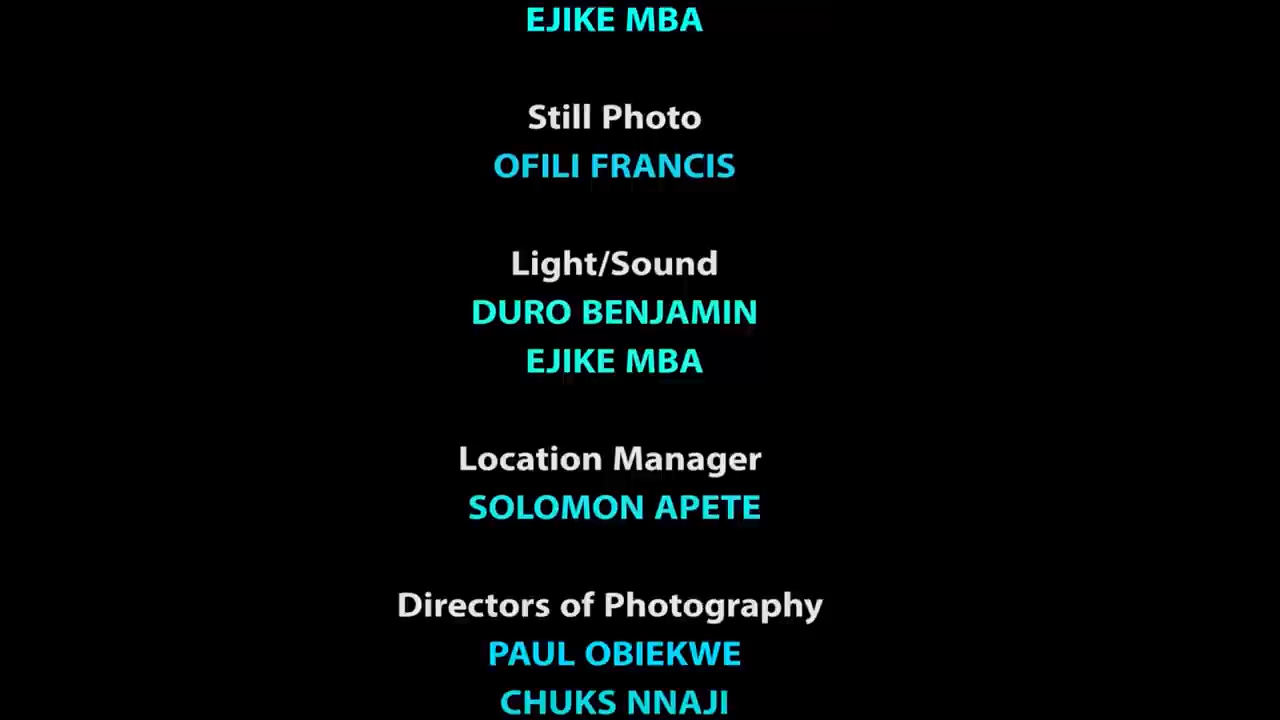 EJIKE MBA
Still Photo
OFILI FRANCIS
Light/Sound
DURO BENJAMIN
EJIKE MBA
Location Manager
SOLOMON APETE
Directors of Photography
PAUL OBIEKWE
CHUKS NNAJI